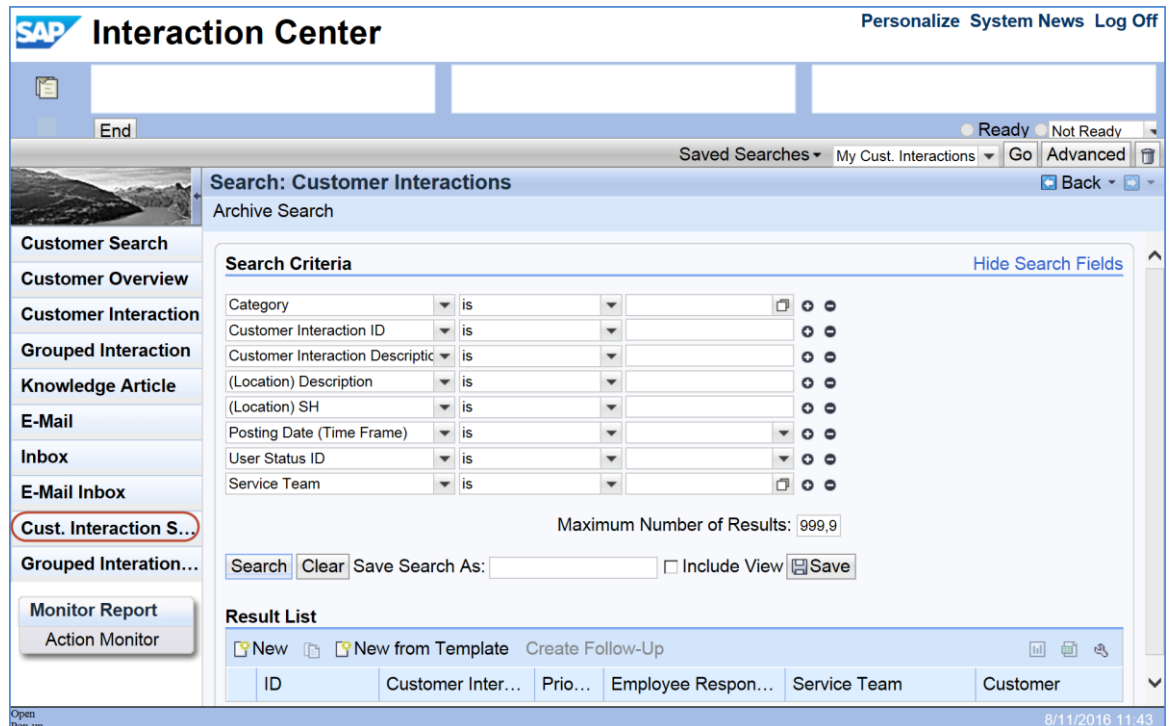 SAP Interaction Center
Personalize System News Log Off
End
Ready Not Ready
Saved Searches My Cust. Interactions Go Advanced
Search: Customer Interactions
Back
Archive Search
Customer Search
Customer Overview
Customer Interaction
Grouped Interaction
Knowledge Article
E-Mail
Inbox
E-Mail Inbox
Cust. Interaction S...
Grouped Interation...
Monitor Report
Action Monitor
Search Criteria
Hide Search Fields
Category is
Customer Interaction ID is
Customer Interaction Descriptic is
(Location) Description is
(Location) SH is
Posting Date (Time Frame) is
User Status ID is
Service Team is
Maximum Number of Results: 999,9
Search Clear Save Search As: Include View Save
Result List
New New from Template Create Follow-Up
ID Customer Inter... Prio... Employee Respon... Service Team Customer
Open
8/11/2016 11:43